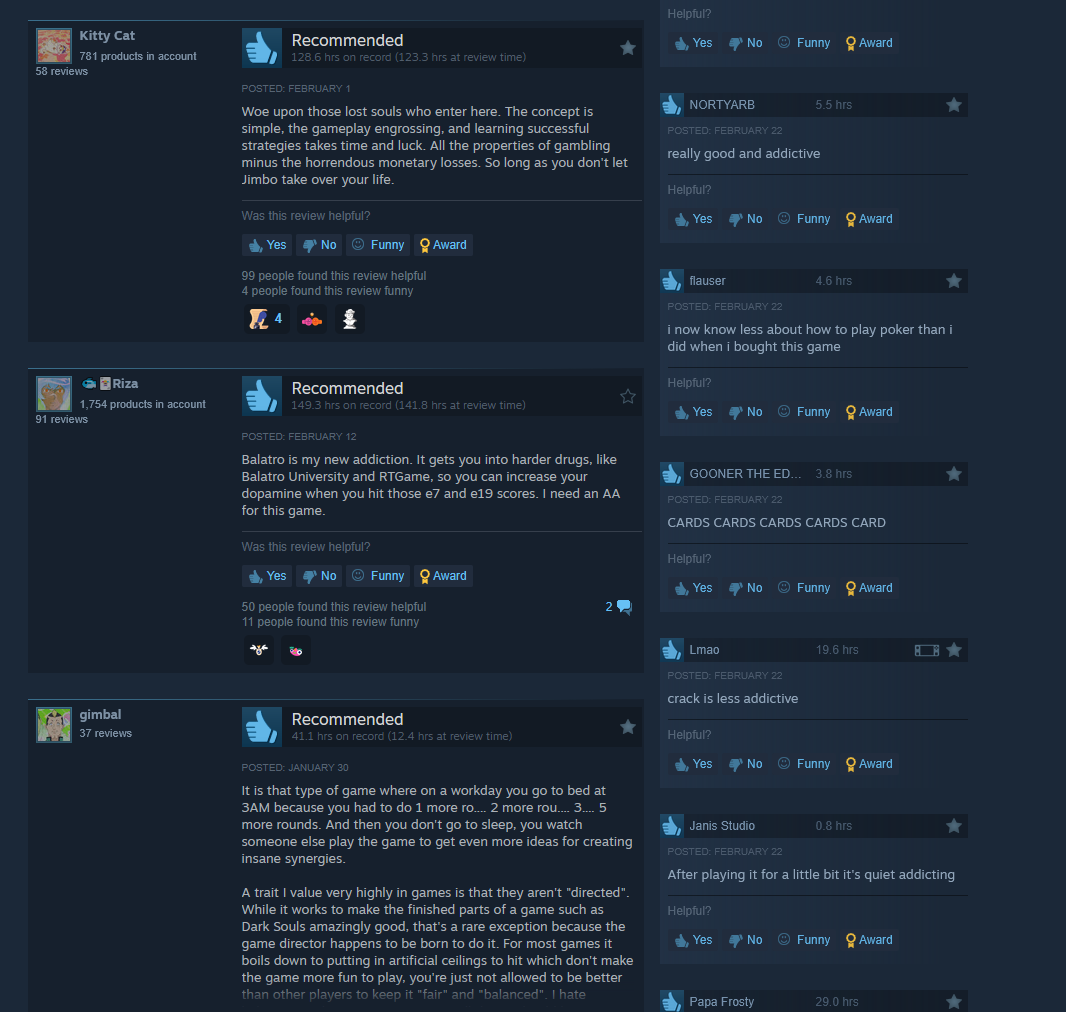 Kitty Cat
781 products in account
58 reviews
Recommended
128.6 hrs on record (123.3 hrs at review time)
POSTED: FEBRUARY 1
Woe upon those lost souls who enter here. The concept is
simple, the gameplay engrossing, and learning successful
strategies takes time and luck. All the properties of gambling
minus the horrendous monetary losses. So long as you don't let
Jimbo take over your life.
Was this review helpful?
Yes No Funny Award
99 people found this review helpful
4 people found this review funny
4
Riza
1,754 products in account
91 reviews
Recommended
149.3 hrs on record (141.8 hrs at review time)
POSTED: FEBRUARY 12
Balatro is my new addiction. It gets you into harder drugs, like
Balatro University and RTGame, so you can increase your
dopamine when you hit those e7 and e19 scores. I need an AA
for this game.
Was this review helpful?
Yes No Funny Award
50 people found this review helpful
11 people found this review funny
2
gimbal
37 reviews
Recommended
41.1 hrs on record (12.4 hrs at review time)
POSTED: JANUARY 30
It is that type of game where on a workday you go to bed at
3AM because you had to do 1 more ro.... 2 more rou.... 3.... 5
more rounds. And then you don't go to sleep, you watch
someone else play the game to get even more ideas for creating
insane synergies.
A trait I value very highly in games is that they aren't "directed".
While it works to make the finished parts of a game such as
Dark Souls amazingly good, that's a rare exception because the
game director happens to be born to do it. For most games it
boils down to putting in artificial ceilings to hit which don't make
the game more fun to play, you're just not allowed to be better
than other players to keep it "fair" and "balanced". I hate
Helpful?
Yes No Funny Award
NORTYARB 5.5 hrs
POSTED: FEBRUARY 22
really good and addictive
Helpful?
Yes No Funny Award
flauser 4.6 hrs
POSTED: FEBRUARY 22
i now know less about how to play poker than i
did when i bought this game
Helpful?
Yes No Funny Award
GOONER THE ED... 3.8 hrs
POSTED: FEBRUARY 22
CARDS CARDS CARDS CARDS CARD
Helpful?
Yes No Funny Award
Lmao 19.6 hrs
POSTED: FEBRUARY 22
crack is less addictive
Helpful?
Yes No Funny Award
Janis Studio 0.8 hrs
POSTED: FEBRUARY 22
After playing it for a little bit it's quiet addicting
Helpful?
Yes No Funny Award
Papa Frosty 29.0 hrs